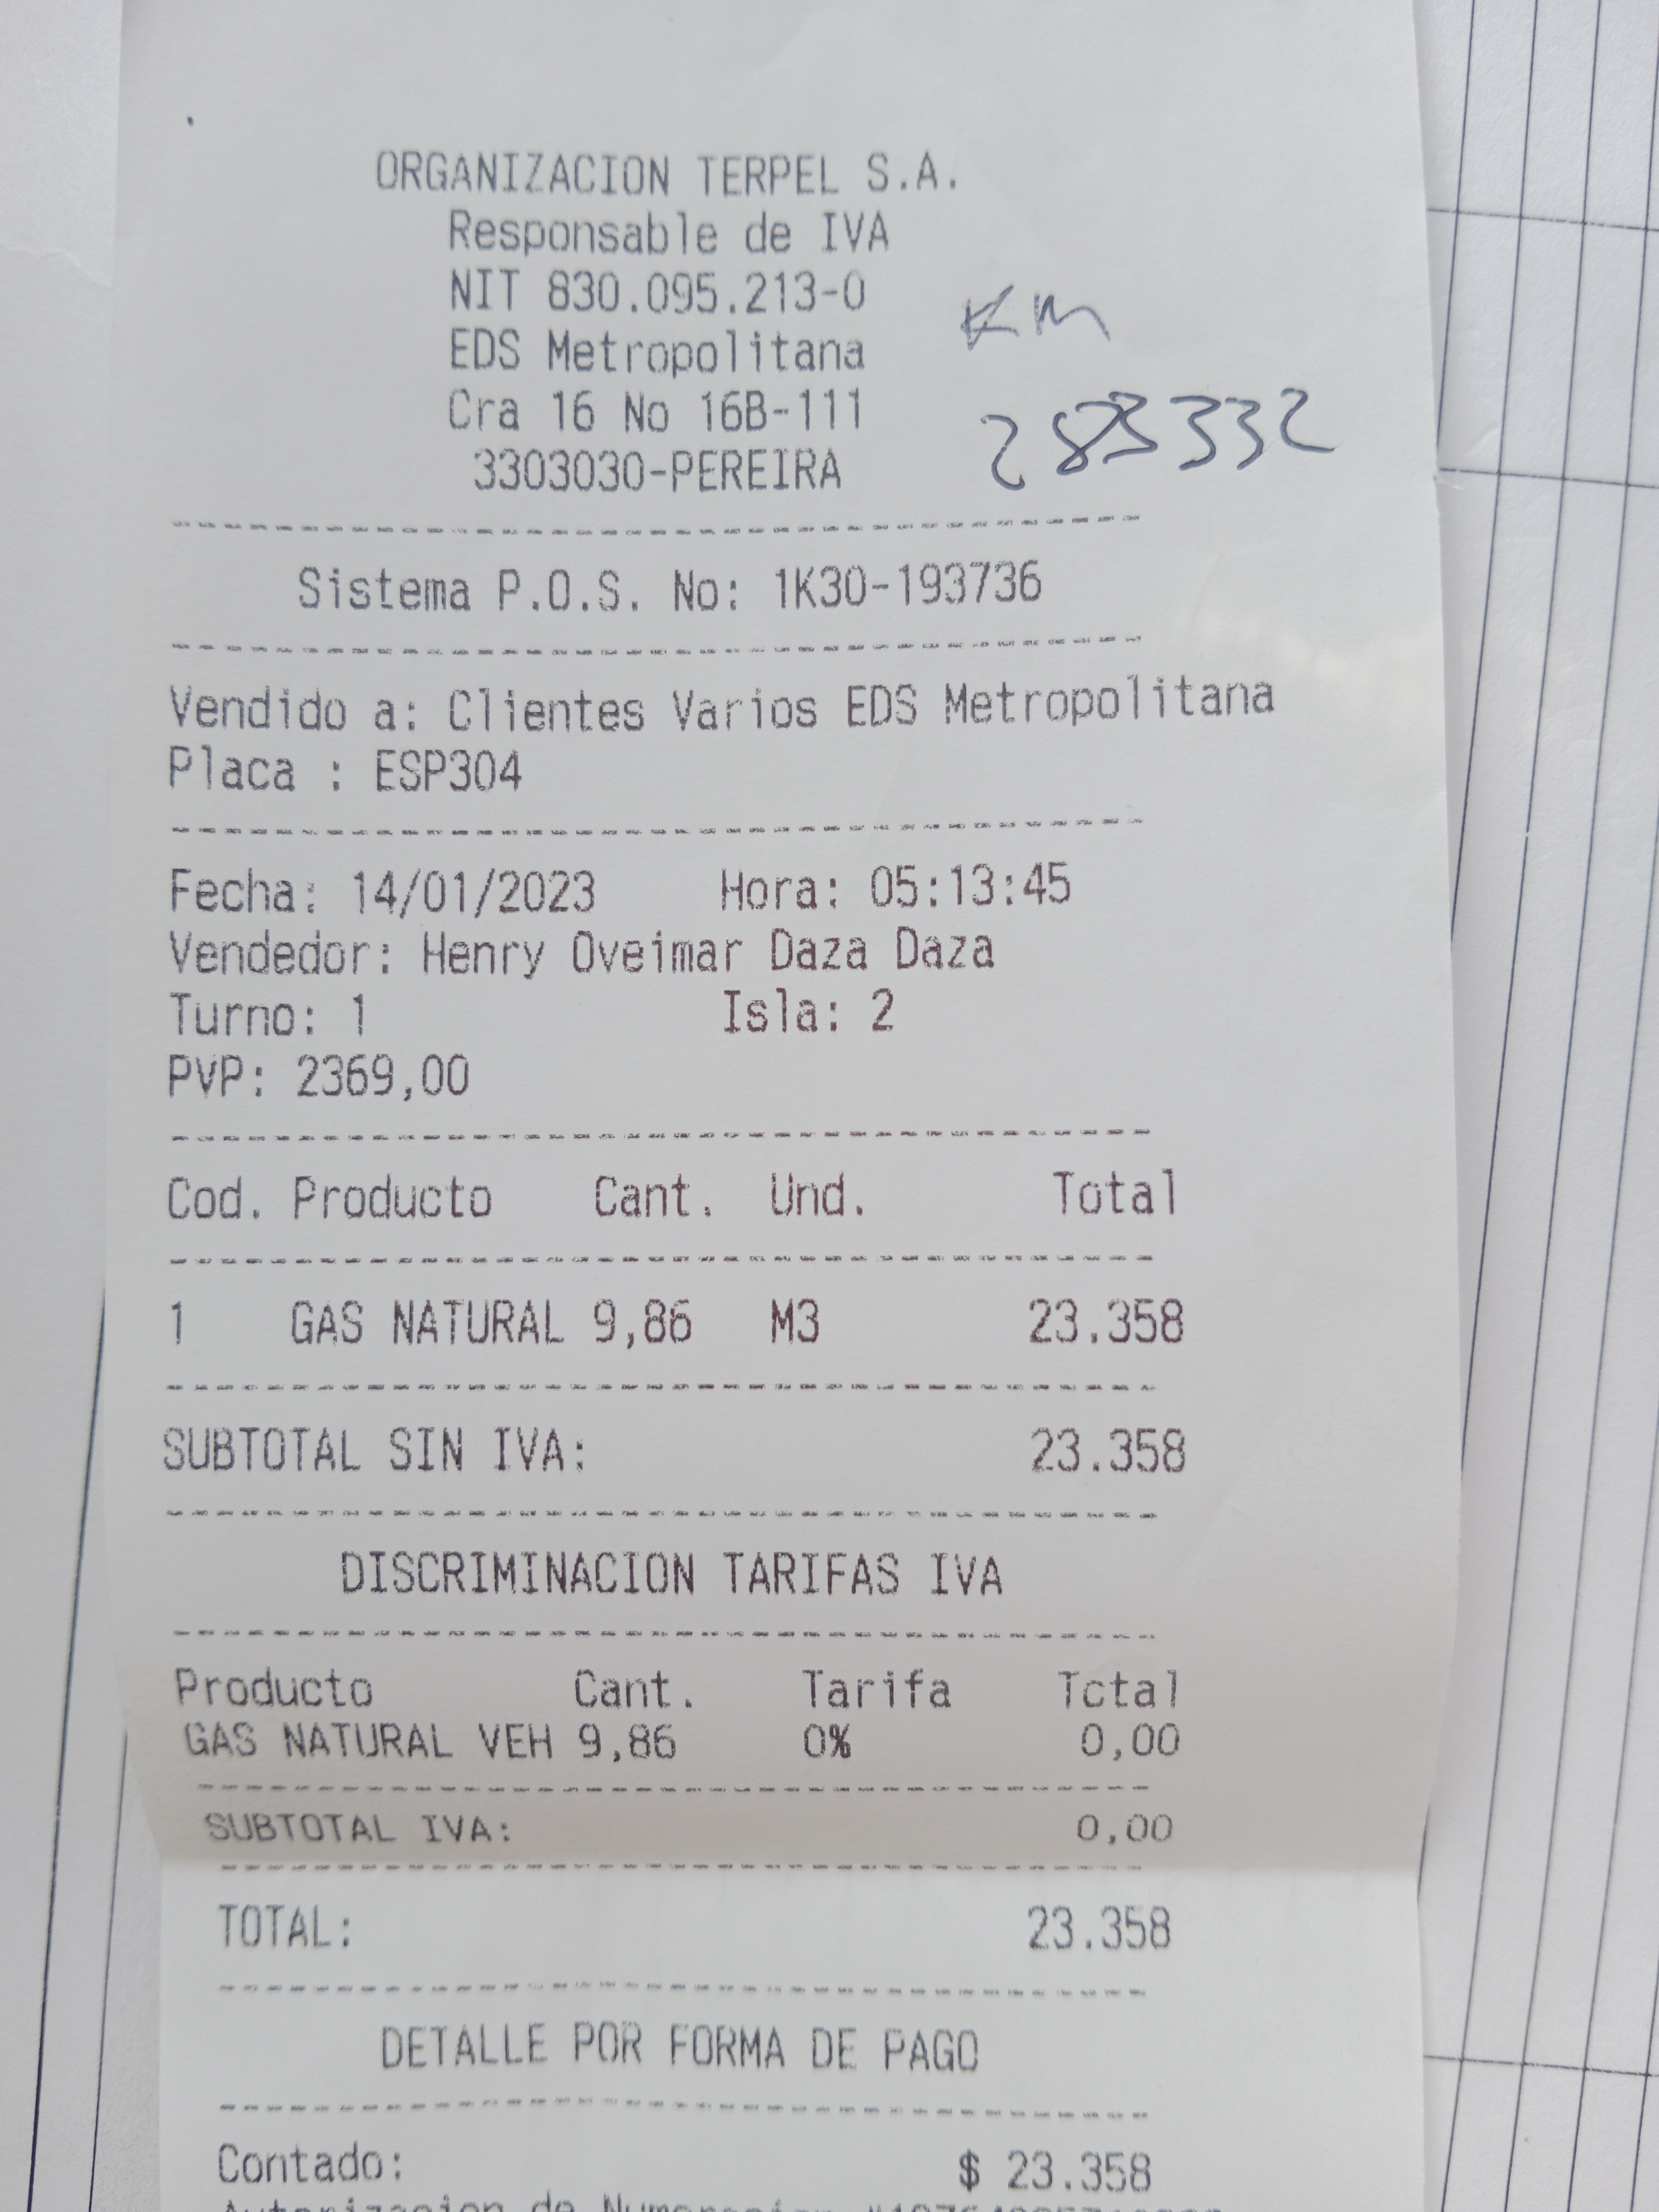 ORGANIZACION TERPEL S.A.
Responsable de IVA
NIT 830.095.213-0
EDS Metropolitana
Cra 16 No 16B-111
3303030-PEREIRA
KM
283332
Sistema P.O.S. No: 1K30-193736
Vendido a: Clientes Varios EDS Metropolitana
Placa : ESP304
Fecha: 14/01/2023 Hora: 05:13:45
Vendedor: Henry Oveimar Daza Daza
Turno: 1 Isla: 2
PVP: 2369,00
Cod. Producto Cant. Und. Total
1 GAS NATURAL 9,86 M3 23.358
SUBTOTAL SIN IVA: 23.358
DISCRIMINACION TARIFAS IVA
Producto Cant. Tarifa Total
GAS NATURAL VEH 9,86 0% 0,00
SUBTOTAL IVA: 0,00
TOTAL: 23.358
DETALLE POR FORMA DE PAGO
Contado: $ 23.358
Autorizacion de Numeracion